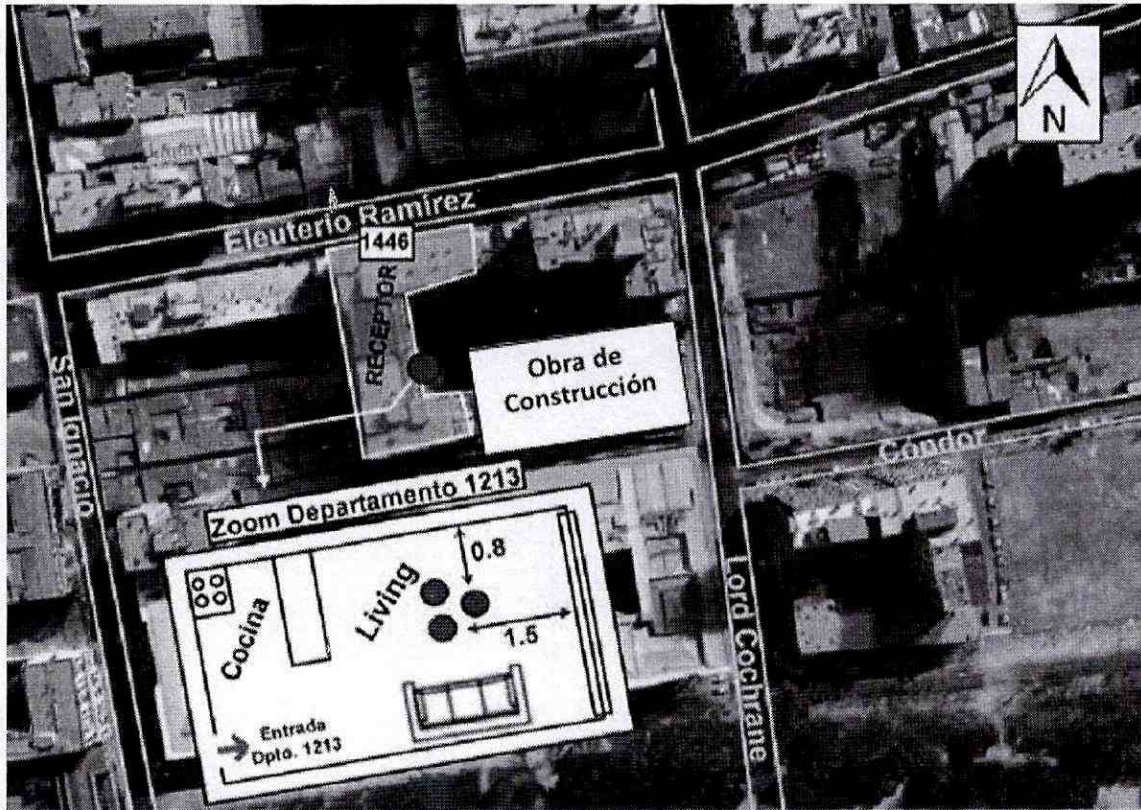 N
Eleuterio Ramírez
1446
RECEPTOR
Obra de
Construcción
San Ignacio
Cóndor
Zoom Departamento 1213
0.8
Living
Cocina
1.5
Lord Cochrane
Entrada
Dpto. 1213